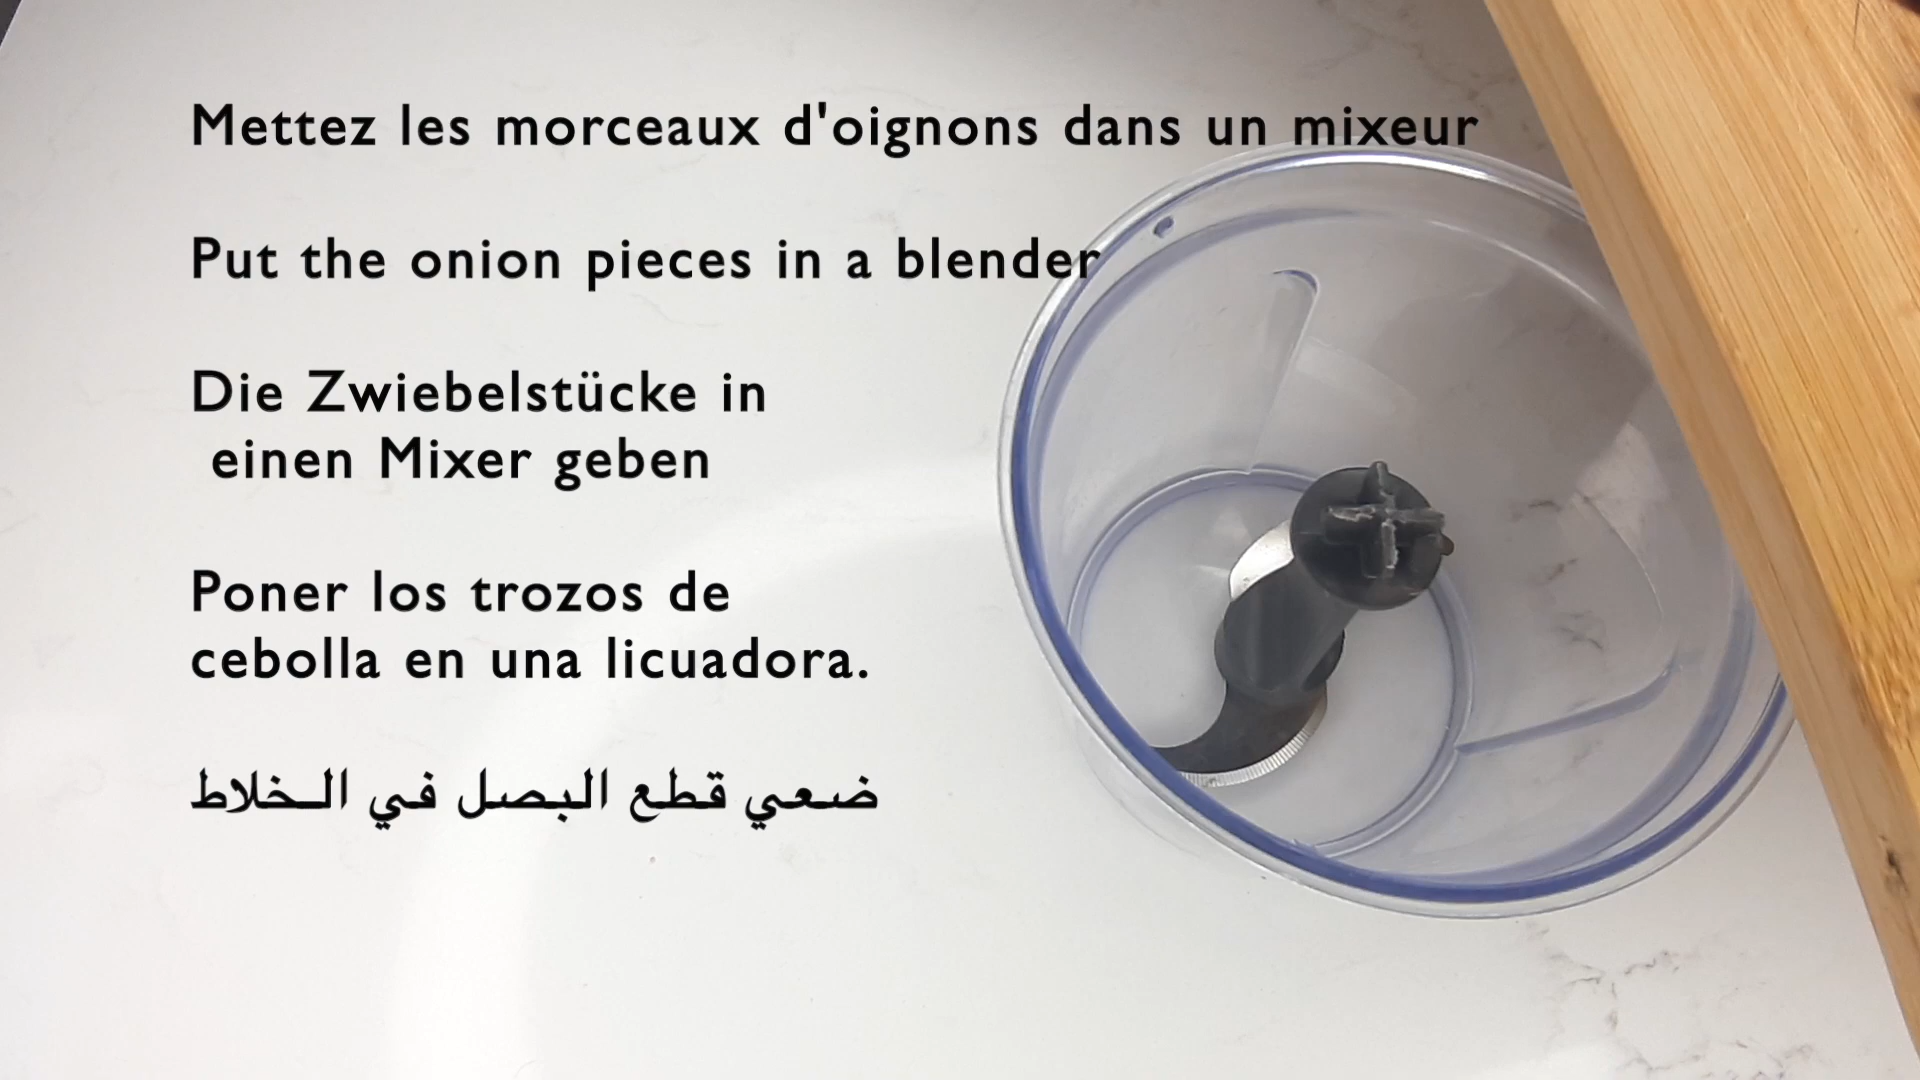 Mettez les morceaux d'oignons dans un mixeur
Put the onion pieces in a blender
Die Zwiebelstücke in
einen Mixer geben
Poner los trozos de
cebolla en una licuadora.
ضعي قطع البصل في الخلاط